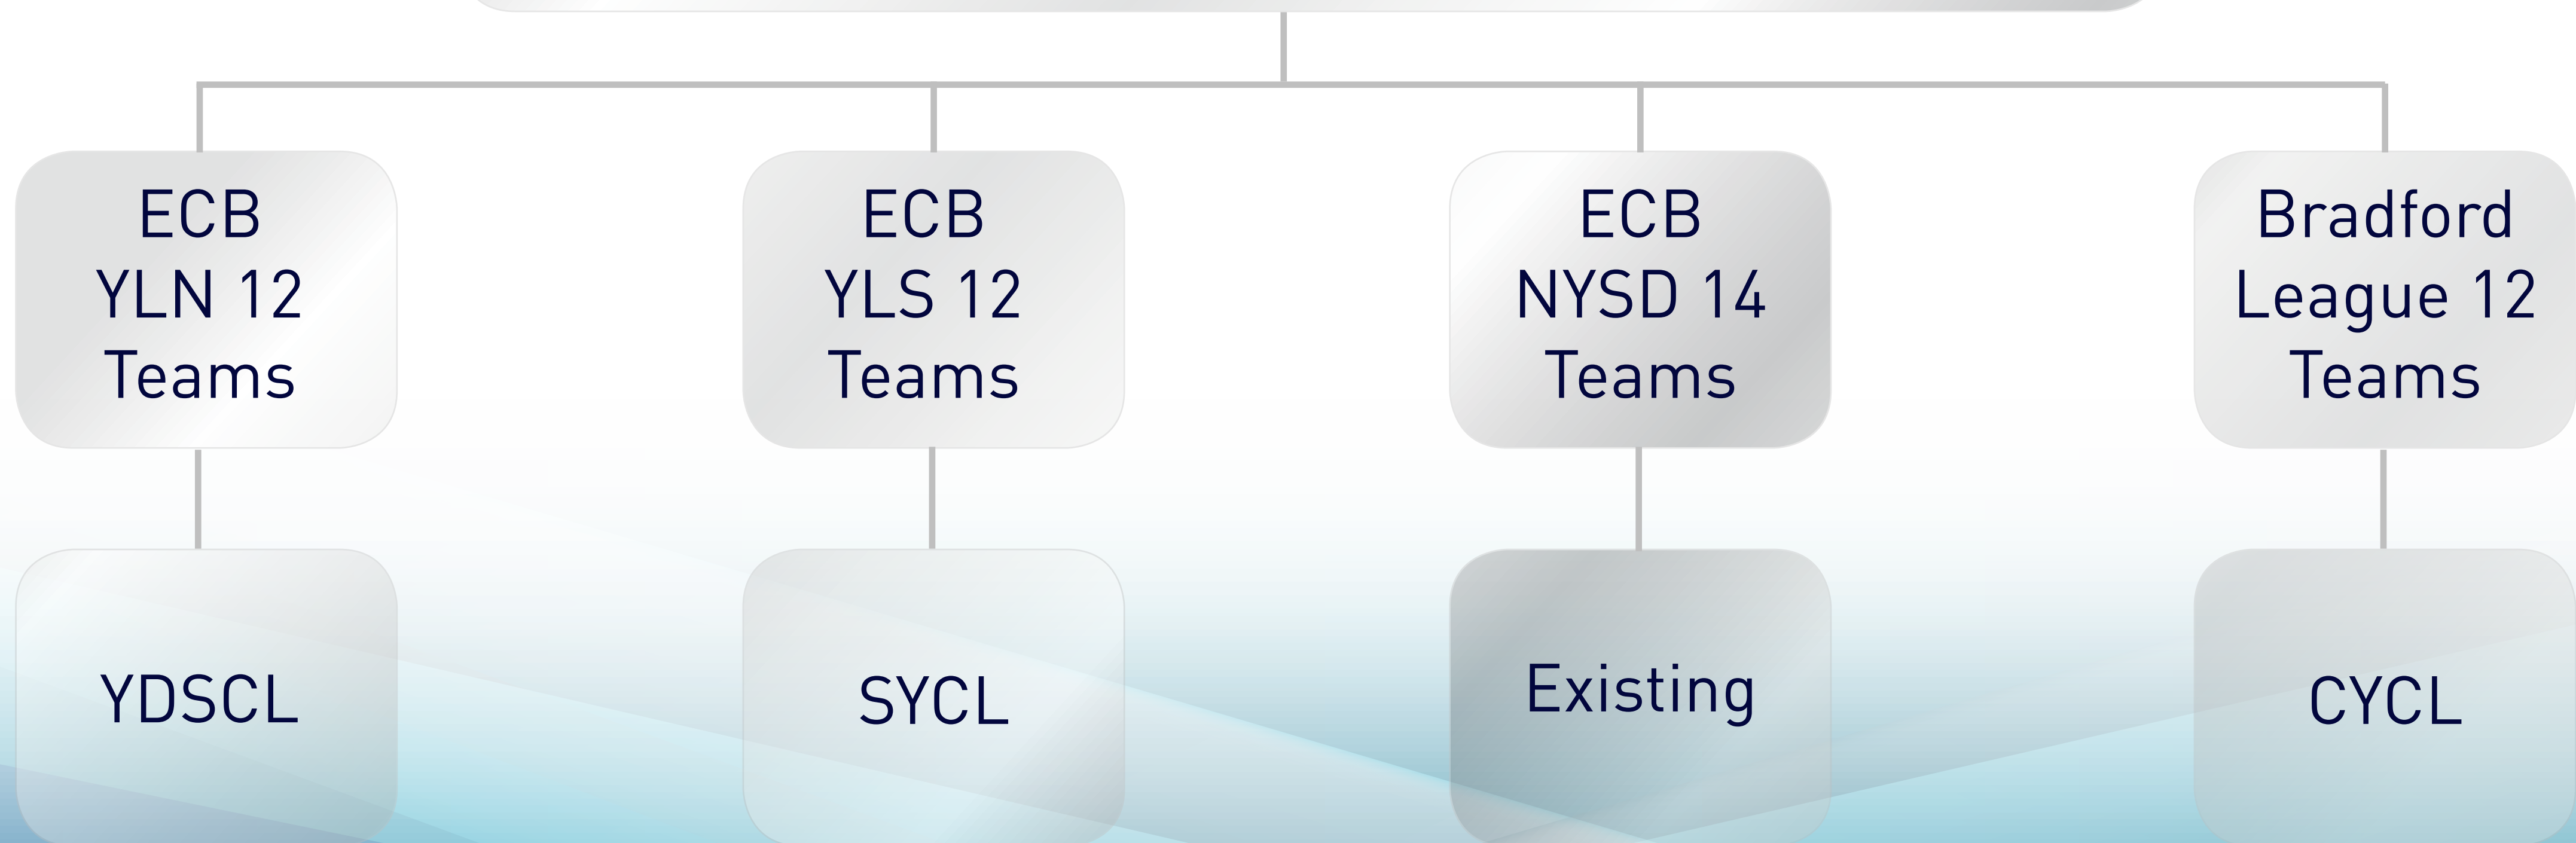 ECB
YLN 12
Teams
ECB
YLS 12
Teams
ECB
NYSD 14
Teams
Bradford
League 12
Teams
YDSCL
SYCL
Existing
CYCL